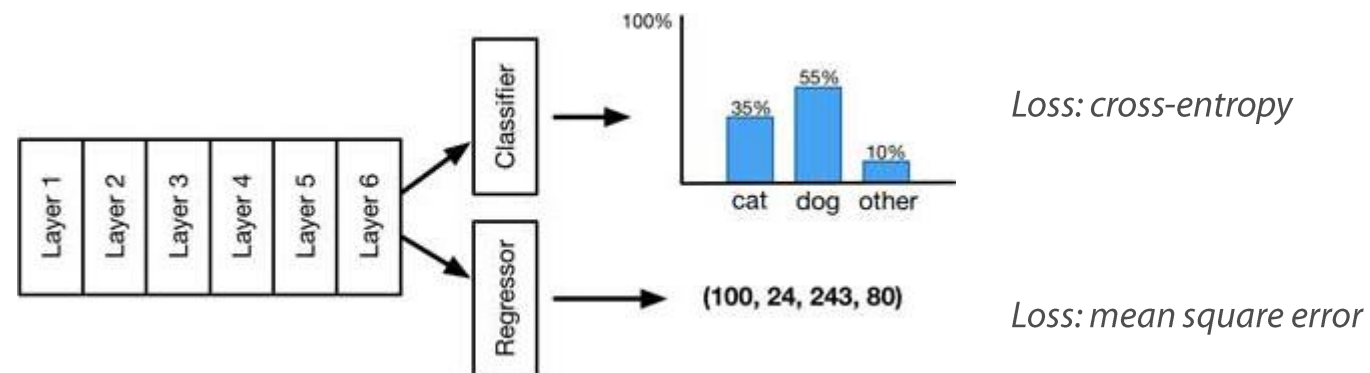 Layer 1
Layer 2
Layer 3
Layer 4
Layer 5
Layer 6
Classifier
100%
35%
55%
10%
cat dog other
Loss: cross-entropy
Regressor
(100, 24, 243, 80)
Loss: mean square error